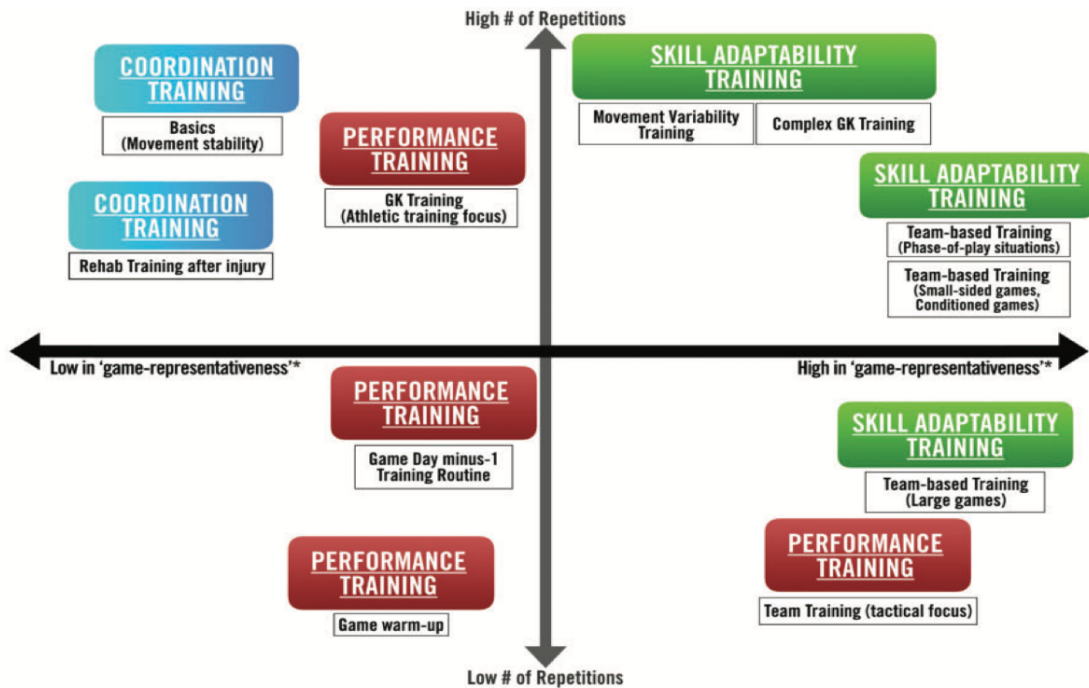 High # of Repetitions
COORDINATION
TRAINING
Basics
(Movement stability)
PERFORMANCE
TRAINING
GK Training
(Athletic training focus)
COORDINATION
TRAINING
Rehab Training after injury
SKILL ADAPTABILITY
TRAINING
Movement Variability
Training
Complex GK Training
SKILL ADAPTABILITY
TRAINING
Team-based Training
(Phase-of-play situations)
Team-based Training
(Small-sided games,
Conditioned games)
Low in ‘game-representativeness’*
High in ‘game-representativeness’*
PERFORMANCE
TRAINING
Game Day minus-1
Training Routine
PERFORMANCE
TRAINING
Game warm-up
SKILL ADAPTABILITY
TRAINING
Team-based Training
(Large games)
PERFORMANCE
TRAINING
Team Training (tactical focus)
Low # of Repetitions